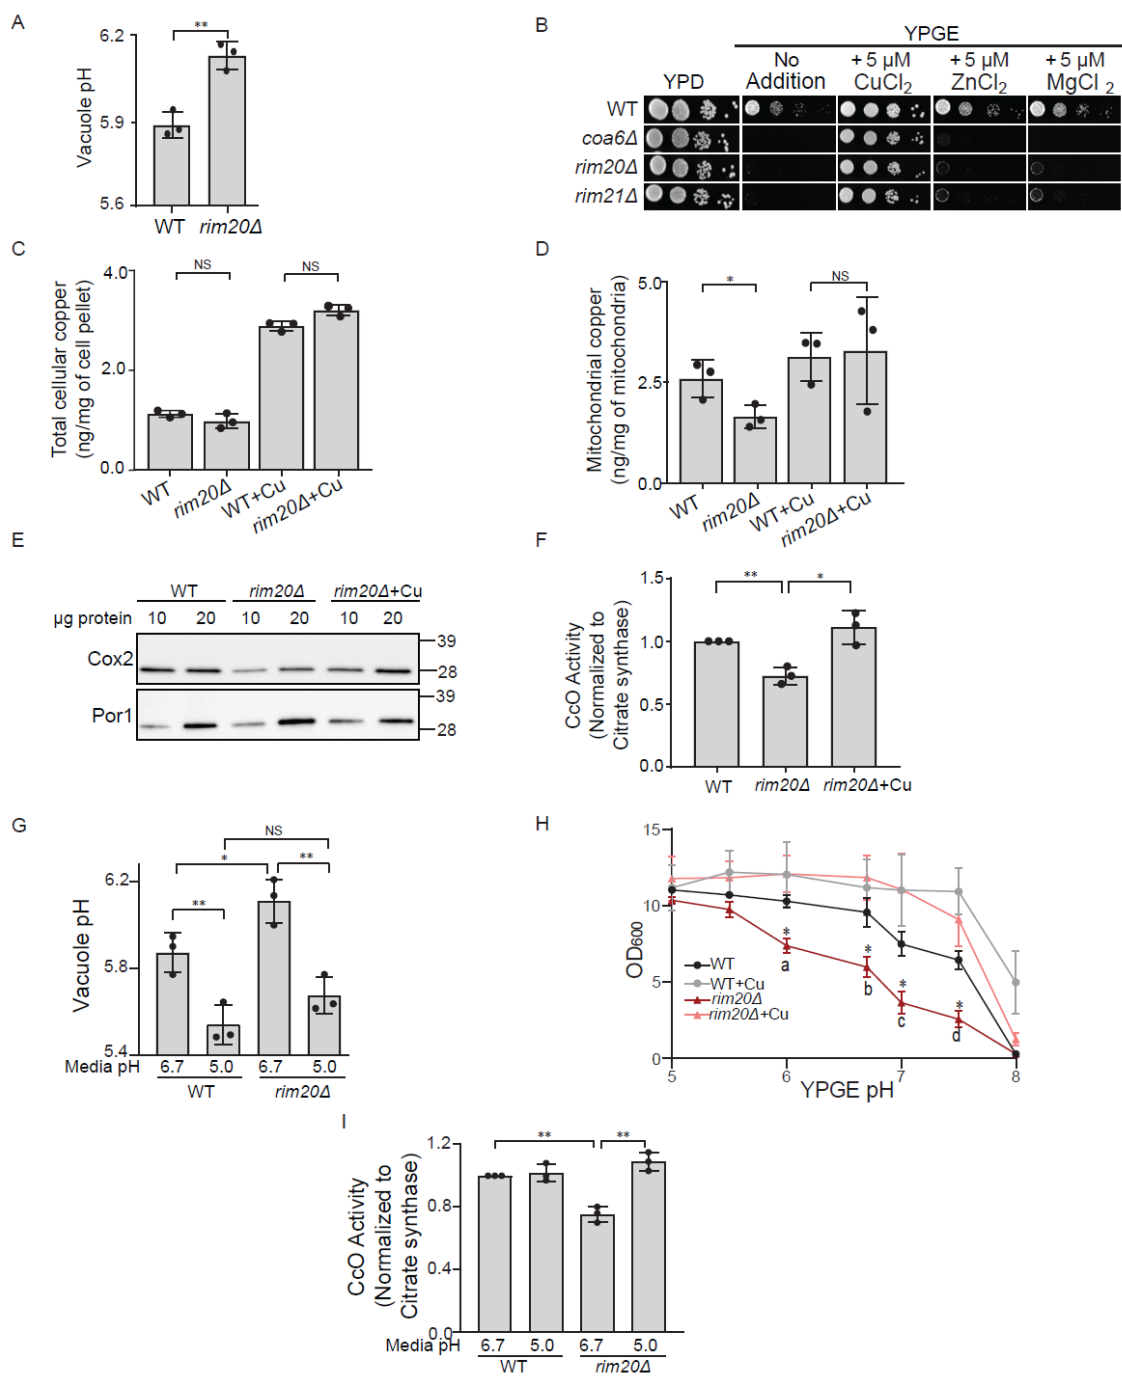 A
6.2
5.9
5.6
Vacuole pH
**
WT
rim20Δ
B
YPGE
YPD
No
Addition
+ 5 µM
CuCl2
+ 5 µM
ZnCl2
+ 5 µM
MgCl 2
WT
coa6Δ
rim20Δ
rim21Δ
C
Total cellular copper
(ng/mg of cell pellet)
4.0
2.0
0.0
NS
NS
WT
rim20Δ
WT+Cu
rim20Δ+Cu
D
Mitochondrial copper
(ng/mg of mitochondria)
5.0
2.5
0.0
*
NS
WT
rim20Δ
WT+Cu
rim20Δ+Cu
E
WT
rim20Δ
rim20Δ+Cu
µg protein
10
20
10
20
10
20
Cox2
39
28
Por1
39
28
F
CcO Activity
(Normalized to
Citrate synthase)
1.5
1.0
0.5
0.0
**
*
WT
rim20Δ
rim20Δ+Cu
G
Vacuole pH
6.2
5.8
5.4
NS
*
**
**
Media pH
6.7
5.0
6.7
5.0
WT
rim20Δ
H
OD600
15
10
5
0
WT
WT+Cu
rim20Δ
rim20Δ+Cu
*
a
*
b
*
c
*
d
5
6
7
8
YPGE pH
I
CcO Activity
(Normalized to
Citrate synthase)
1.2
0.8
0.4
0.0
**
**
Media pH
6.7
5.0
6.7
5.0
WT
rim20Δ